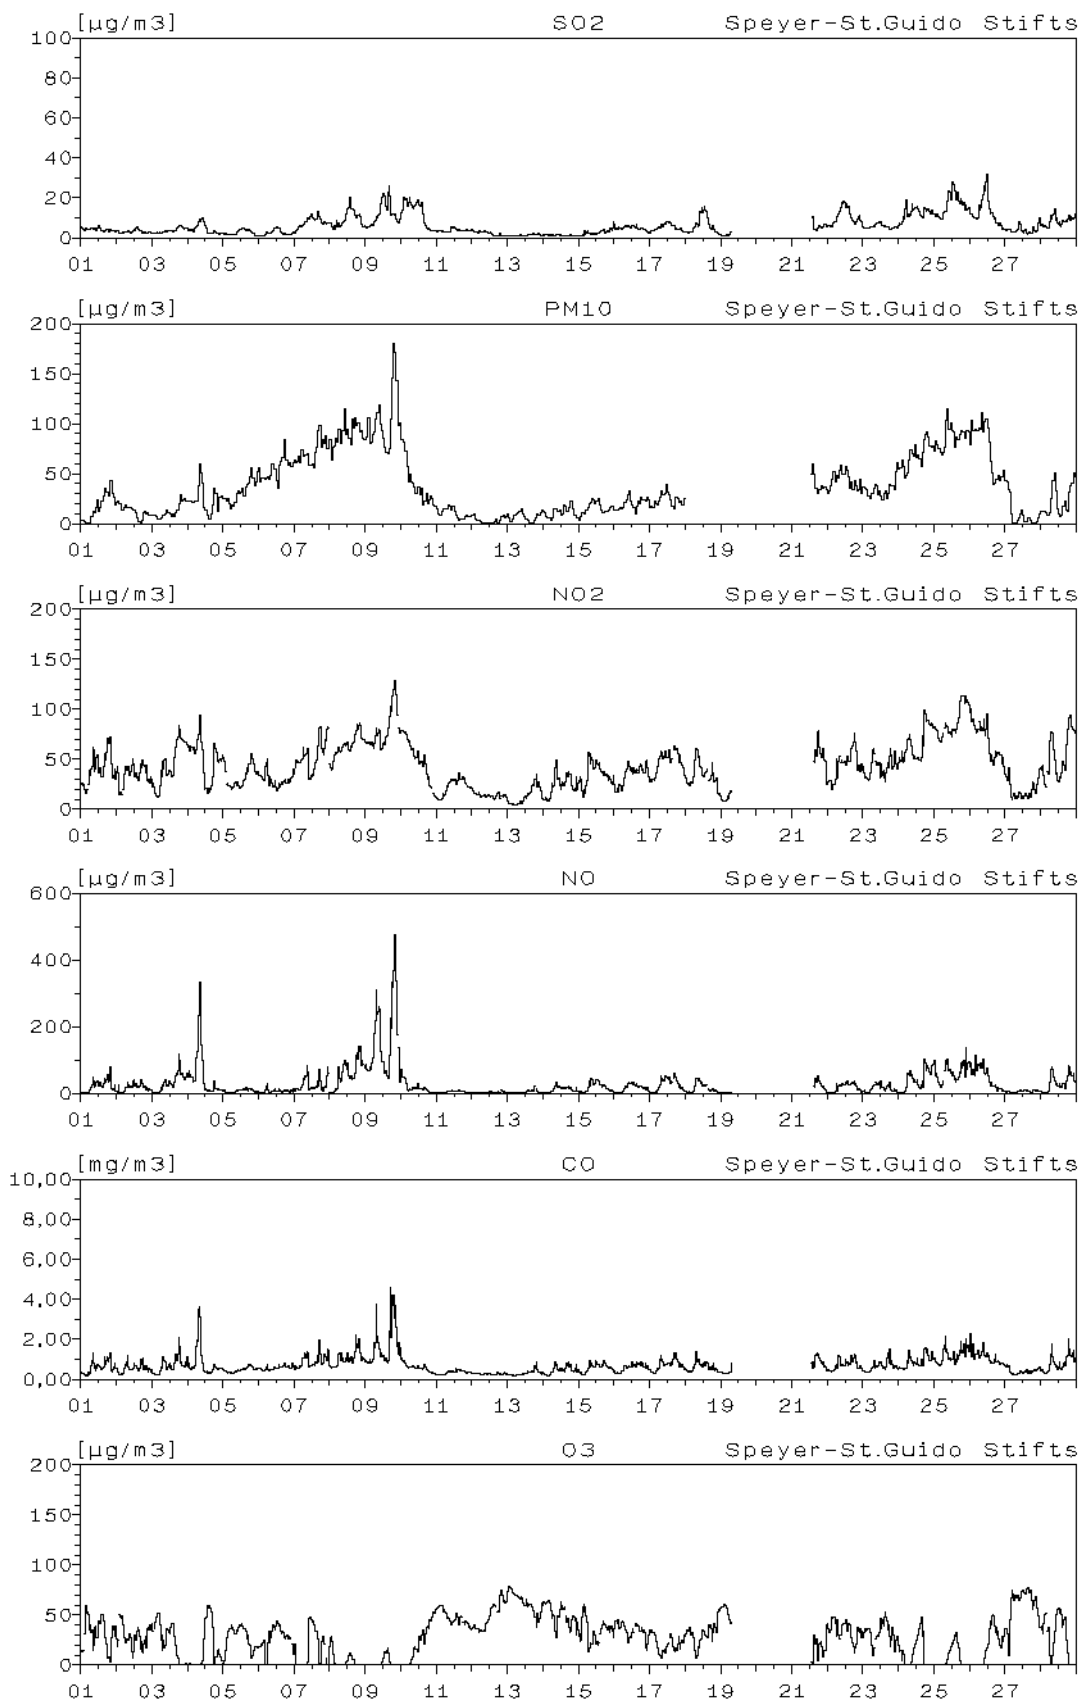 [µg/m3] SO2 Speyer-St.Guido Stifts
100
80
60
40
20
0
01 03 05 07 09 11 13 15 17 19 21 23 25 27
[µg/m3] PM10 Speyer-St.Guido Stifts
200
150
100
50
0
01 03 05 07 09 11 13 15 17 19 21 23 25 27
[µg/m3] NO2 Speyer-St.Guido Stifts
200
150
100
50
0
01 03 05 07 09 11 13 15 17 19 21 23 25 27
[µg/m3] NO Speyer-St.Guido Stifts
600
400
200
0
01 03 05 07 09 11 13 15 17 19 21 23 25 27
[mg/m3] CO Speyer-St.Guido Stifts
10,00
8,00
6,00
4,00
2,00
0,00
01 03 05 07 09 11 13 15 17 19 21 23 25 27
[µg/m3] O3 Speyer-St.Guido Stifts
200
150
100
50
0
01 03 05 07 09 11 13 15 17 19 21 23 25 27